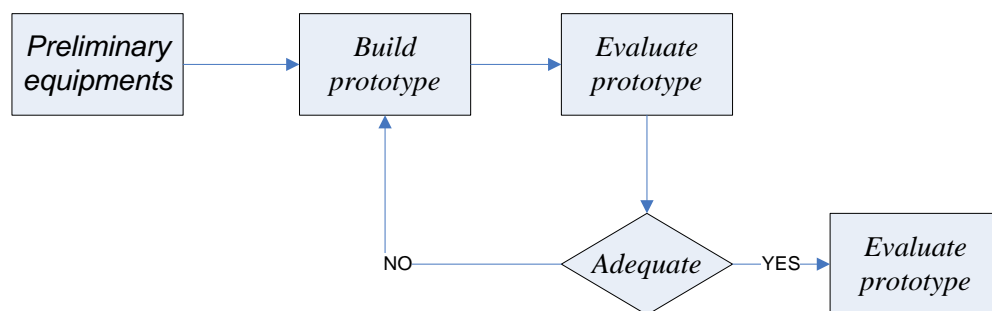 Preliminary
equipments
Build
prototype
Evaluate
prototype
NO
Adequate
YES
Evaluate
prototype